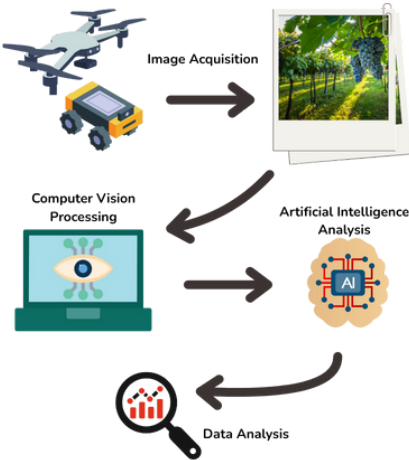 Image Acquisition
Computer Vision
Processing
Artificial Intelligence
Analysis
AI
Data Analysis